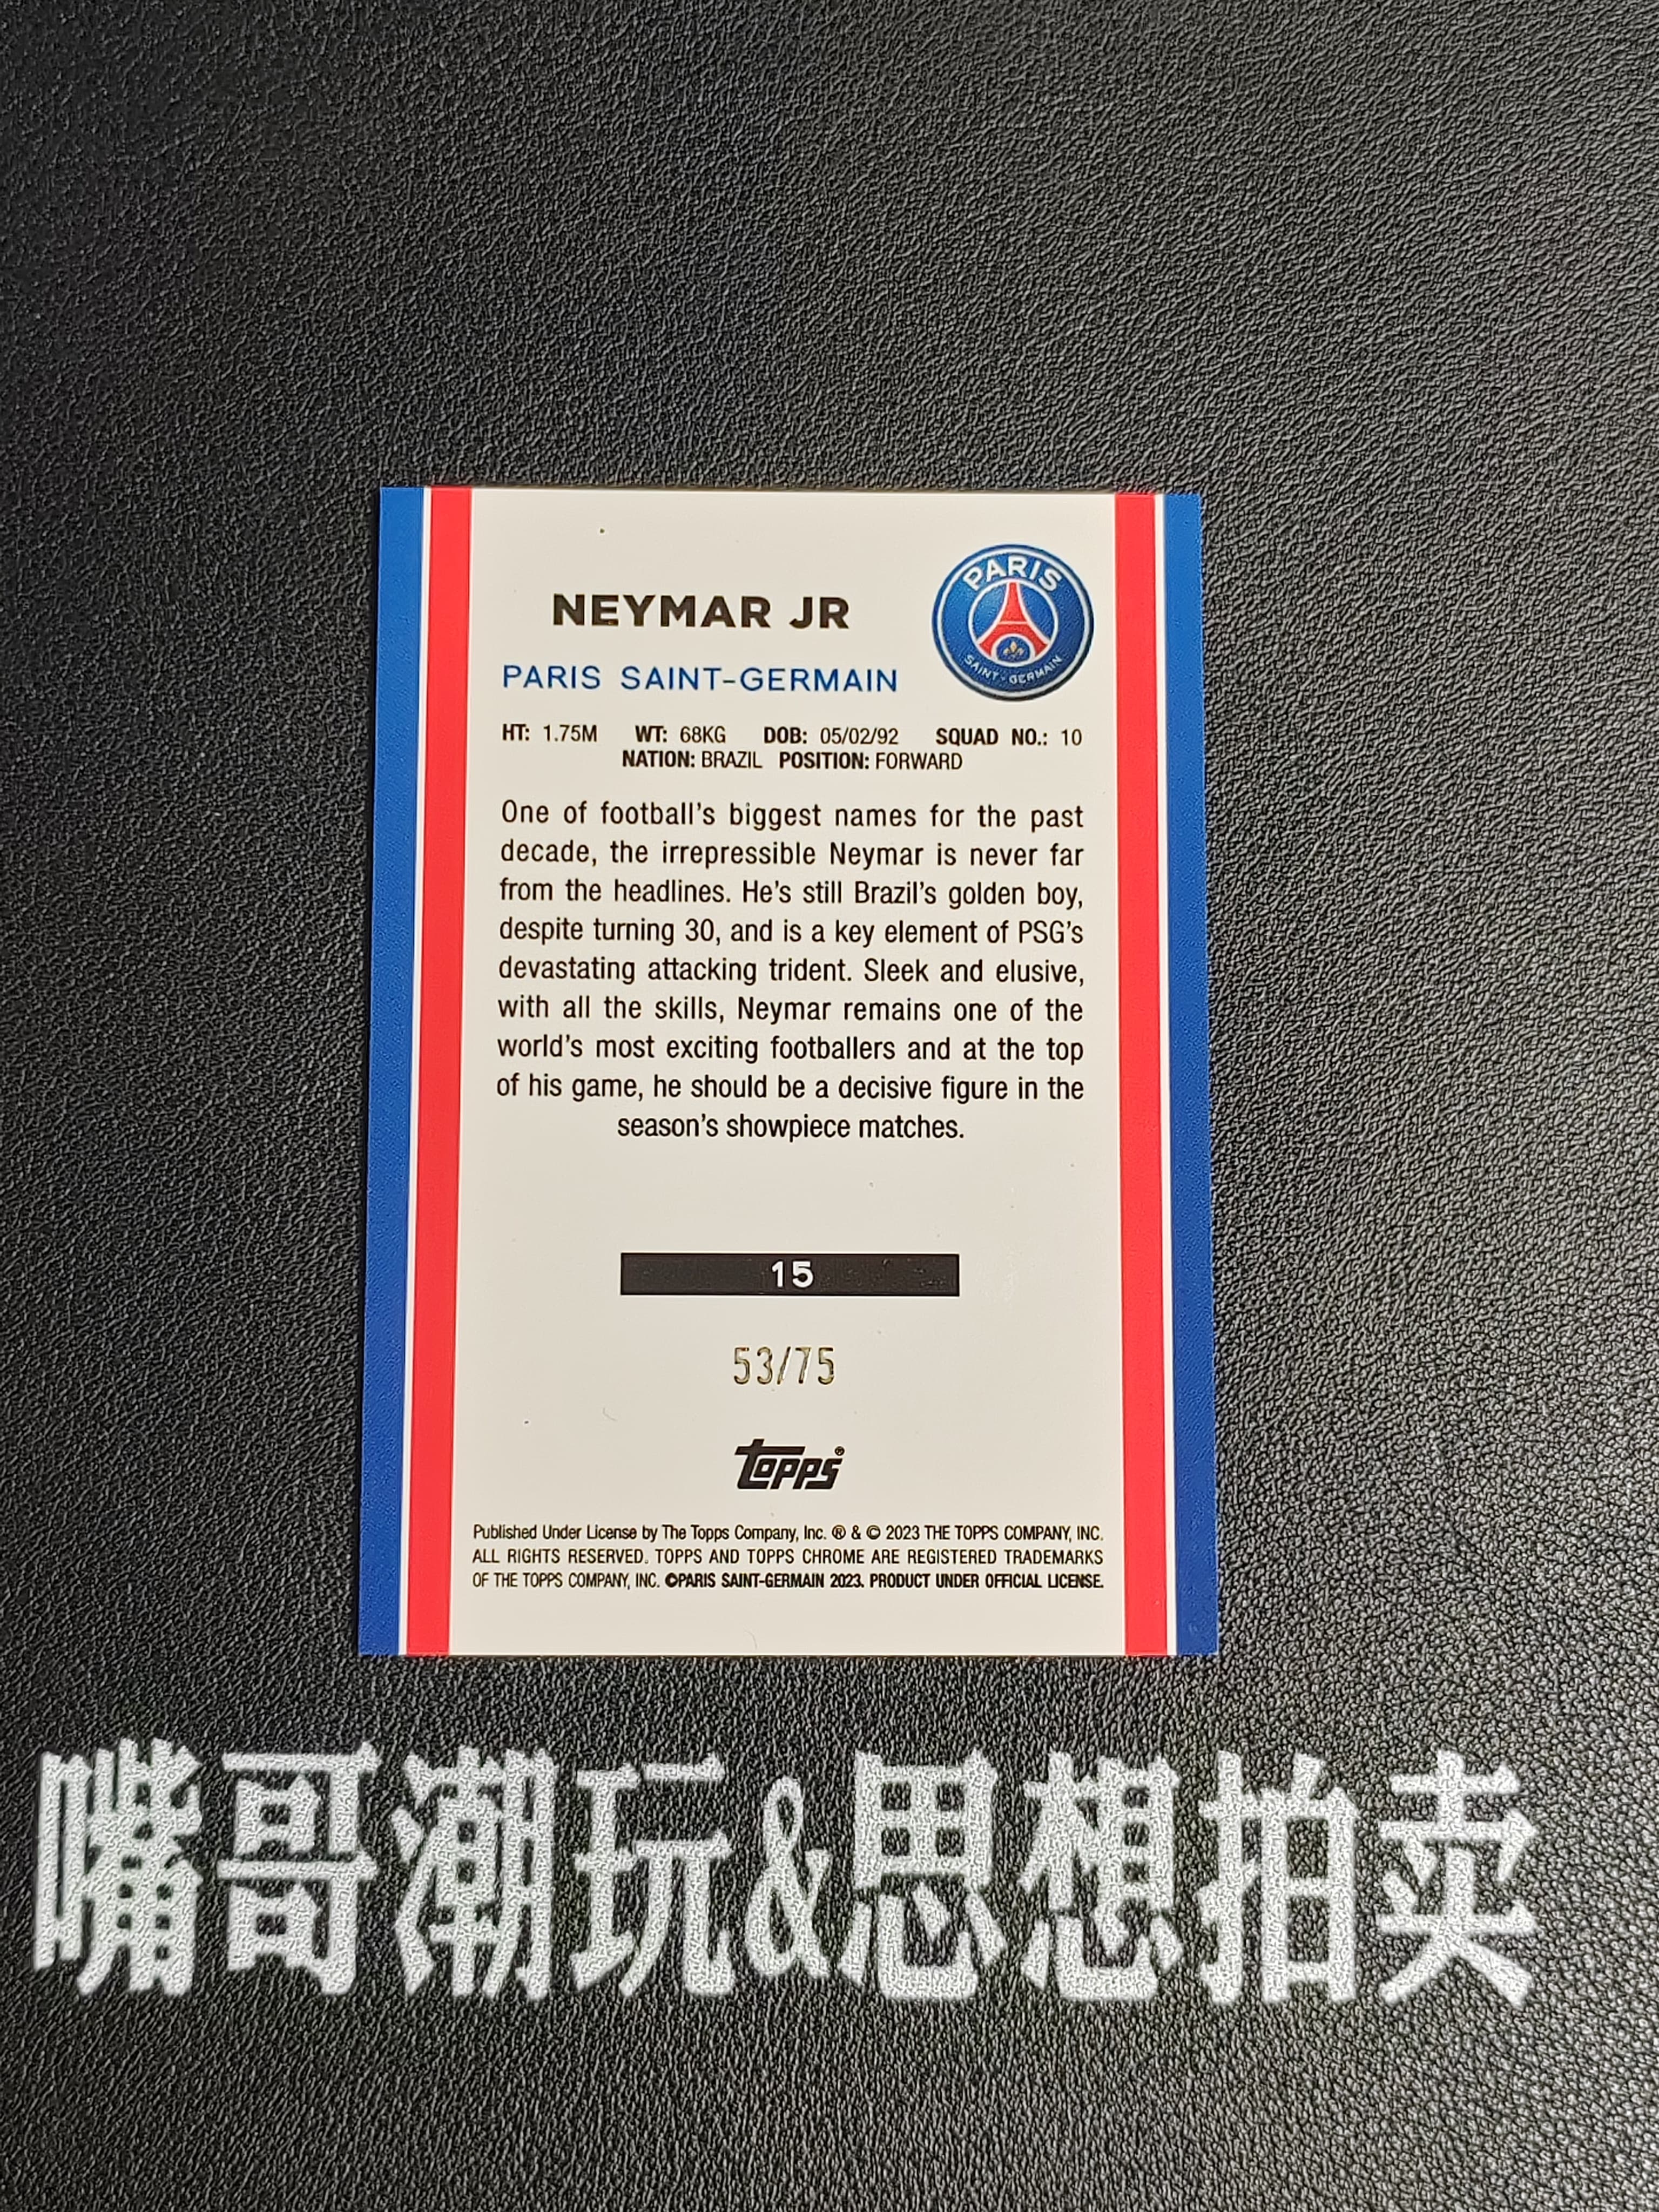 NEYMAR JR
PARIS SAINT-GERMAIN
PARIS
SAINT-GERMAIN
HT: 1.75M WT: 68KG DOB: 05/02/92 SQUAD NO.: 10
NATION: BRAZIL POSITION: FORWARD
One of football's biggest names for the past
decade, the irrepressible Neymar is never far
from the headlines. He's still Brazil's golden boy,
despite turning 30, and is a key element of PSG's
devastating attacking trident. Sleek and elusive,
with all the skills, Neymar remains one of the
world's most exciting footballers and at the top
of his game, he should be a decisive figure in the
season's showpiece matches.
15
53/75
topps®
Published Under License by The Topps Company, Inc. ® & © 2023 THE TOPPS COMPANY, INC.
ALL RIGHTS RESERVED. TOPPS AND TOPPS CHROME ARE REGISTERED TRADEMARKS
OF THE TOPPS COMPANY, INC. ©PARIS SAINT-GERMAIN 2023. PRODUCT UNDER OFFICIAL LICENSE.
嘴哥潮玩&思想拍卖